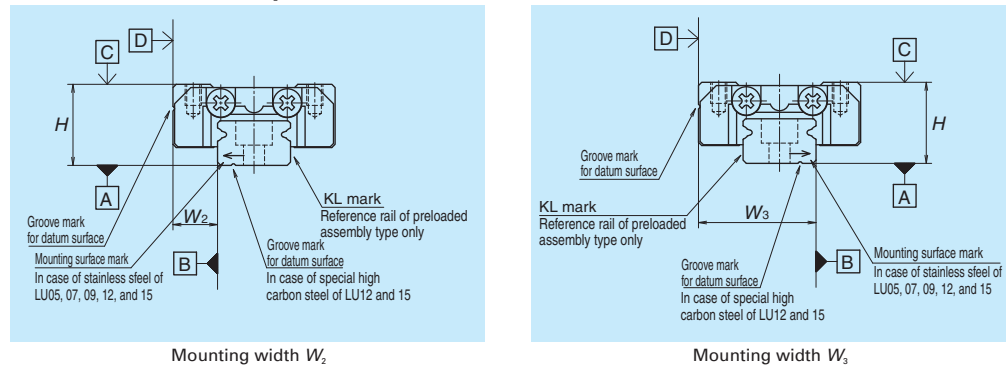 D
C
H
A
KL mark
Reference rail of preloaded
assembly type only
Groove mark
for datum surface
W2
Mounting surface mark
In case of stainless sfeel of
LU05, 07, 09, 12, and 15
B
Groove mark
for datum surface
In case of special high
carbon steel of LU12 and 15
Mounting width W2
D
C
H
Groove mark
for datum surface
A
KL mark
Reference rail of preloaded
assembly type only
W3
Groove mark
for datum surface
In case of special high
carbon steel of LU12 and 15
B
Mounting surface mark
In case of stainless sfeel of
LU05, 07, 09, 12, and 15
Mounting width W3